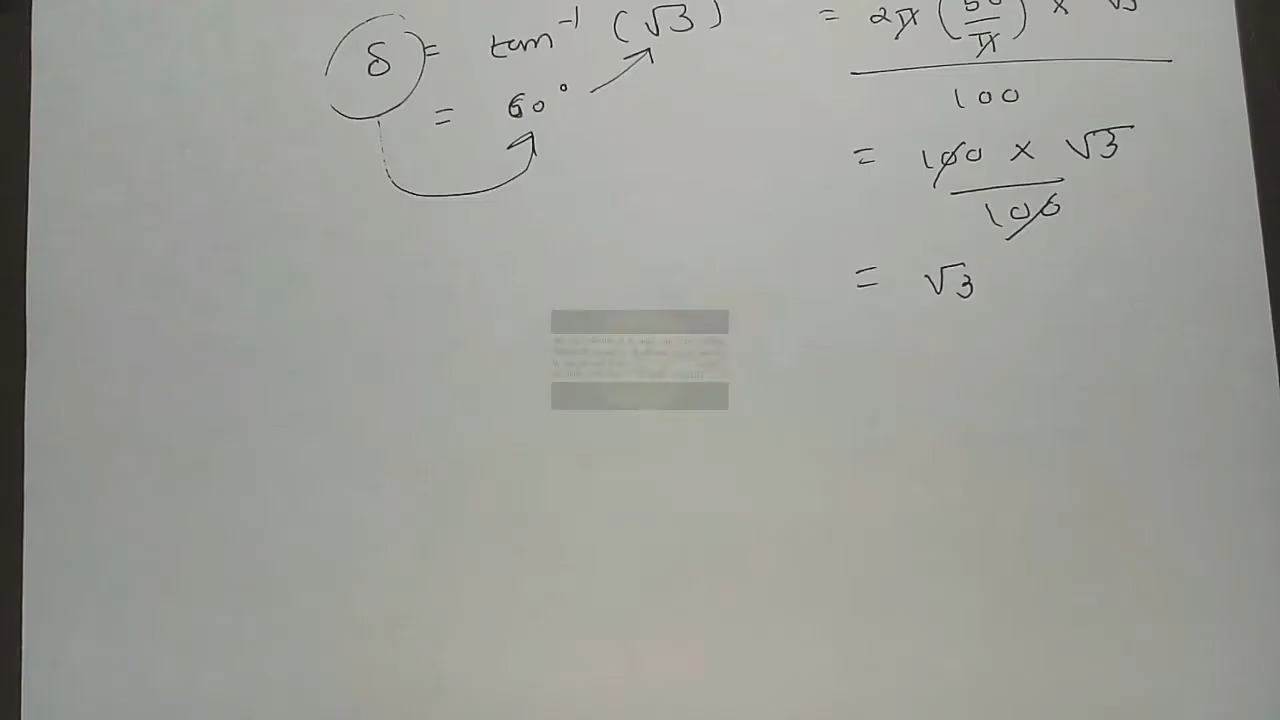 δ = tan⁻¹ (√3)
= 60°
= 2π (50/π) × √3
100
= 100 × √3
100
= √3